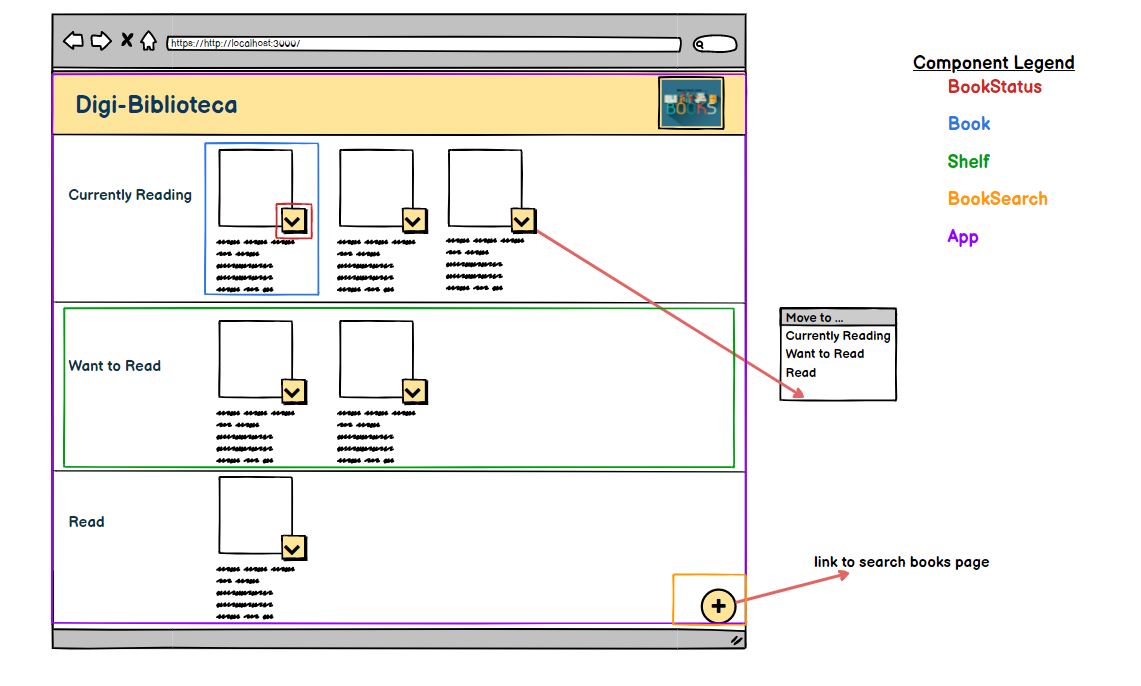 https://http://localhost:3000/
Digi-Biblioteca
BOOKS
Currently Reading
Want to Read
Read
Component Legend
BookStatus
Book
Shelf
BookSearch
App
Move to ...
Currently Reading
Want to Read
Read
link to search books page